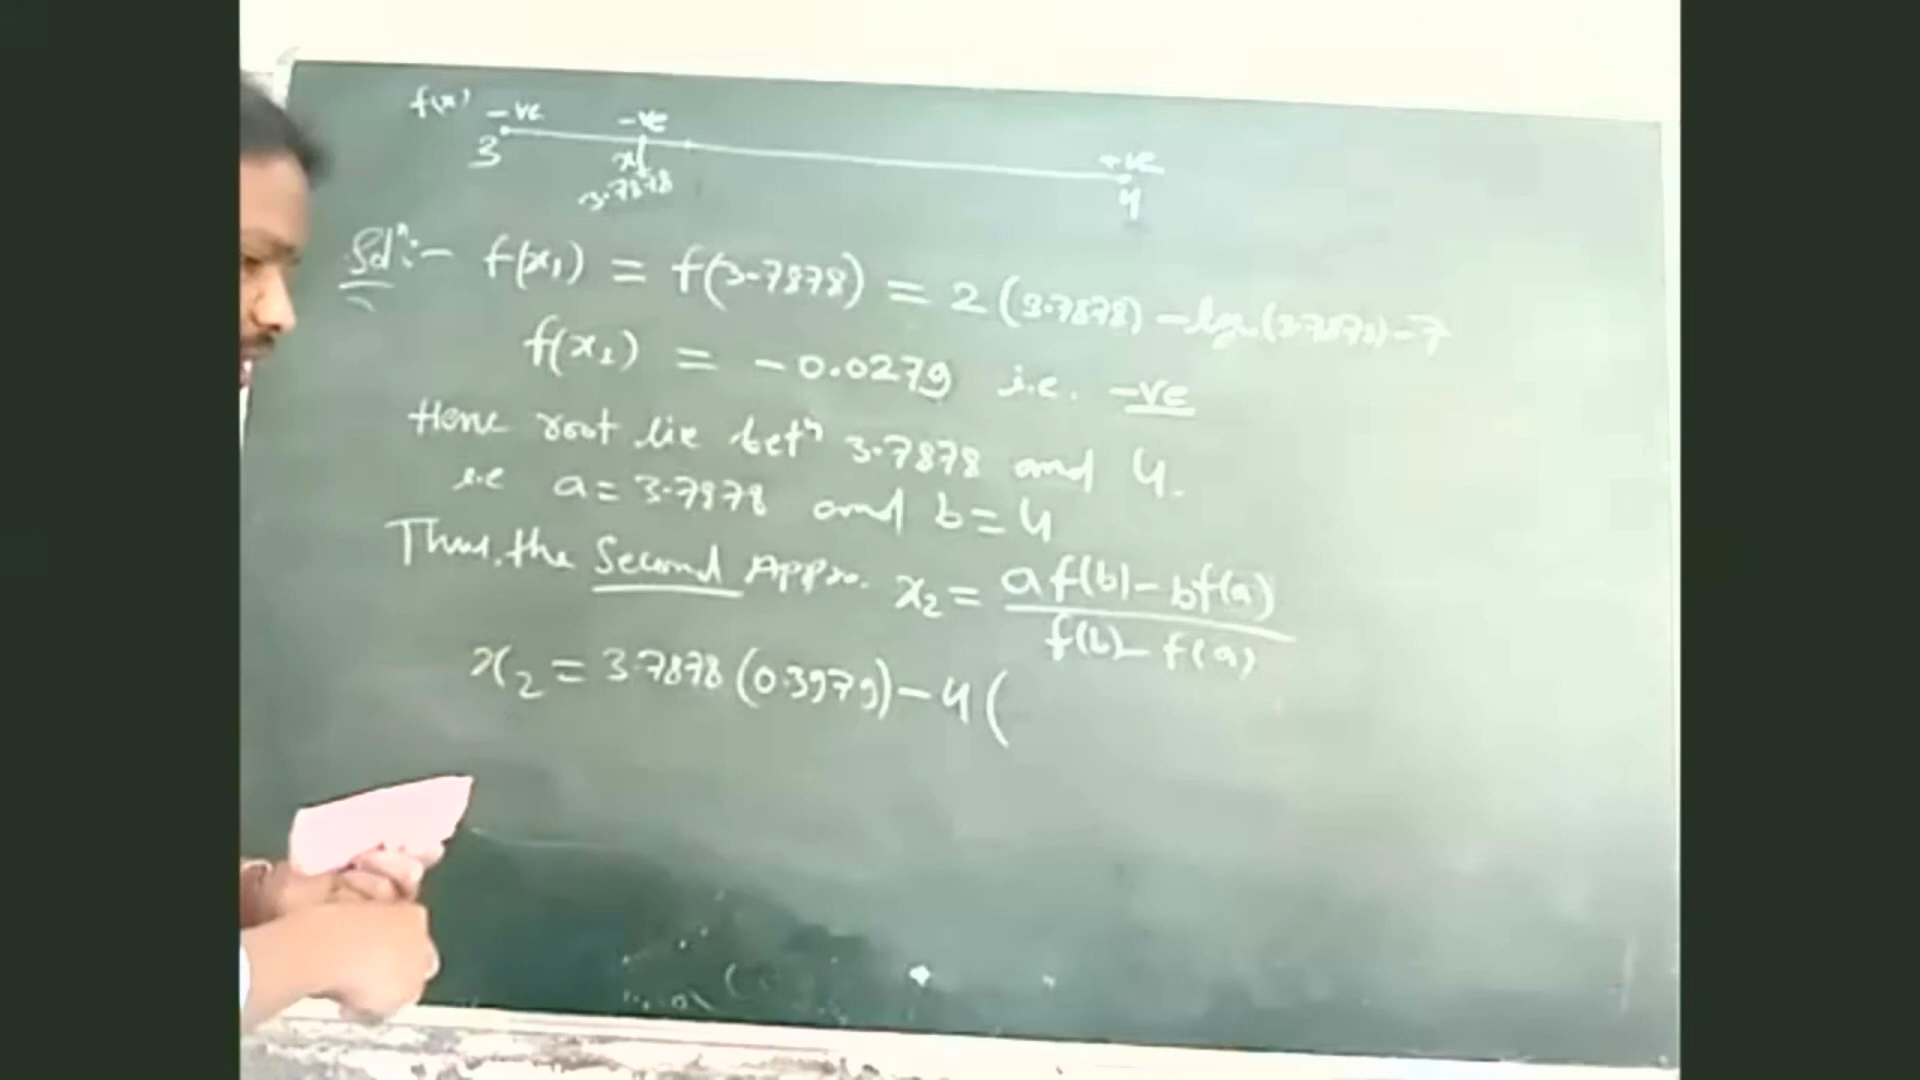 f(x) -ve -ve +ve
3 x1 4
3.7878
Solⁿ:- f(x₁) = f(3.7878) = 2(3.7878) - log₁₀(3.7878) - 7
f(x₁) = -0.0279 i.e. -ve
Henc root lie betⁿ 3.7878 and 4.
i.e a = 3.7878 and b = 4
Thus, the Second Appro. x₂ = af(b) - bf(a) / f(b) - f(a)
x₂ = 3.7878 (0.3979) - 4 (